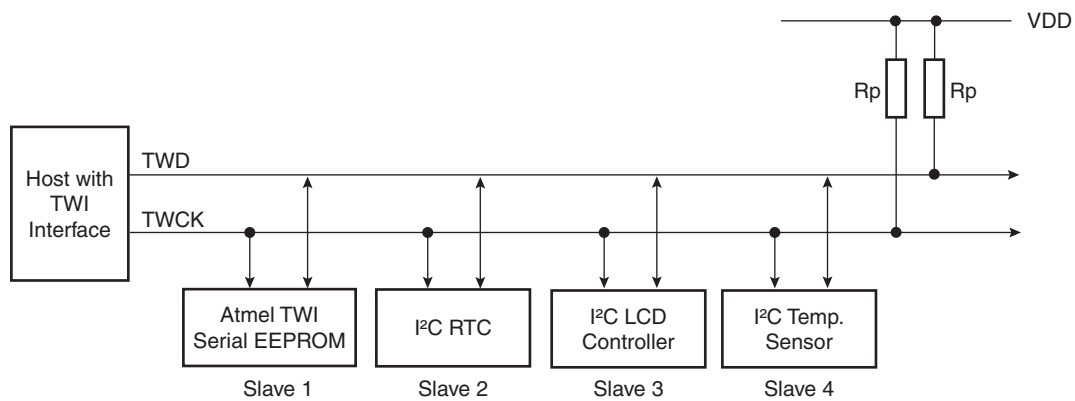 VDD
Rp Rp
Host with
TWI
Interface
TWD
TWCK
Atmel TWI
Serial EEPROM
Slave 1
I²C RTC
Slave 2
I²C LCD
Controller
Slave 3
I²C Temp.
Sensor
Slave 4